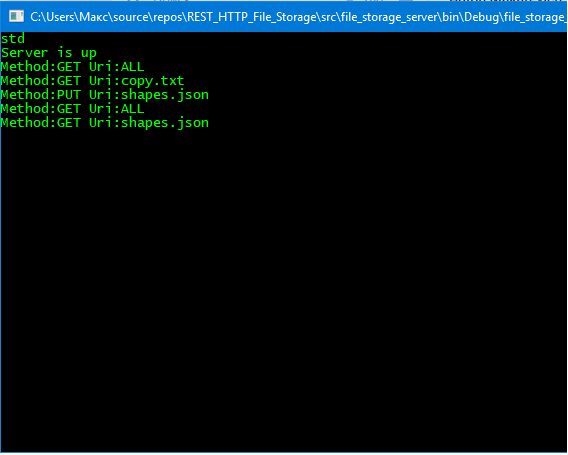 C:\Users\Макс\source\repos\REST_HTTP_File_Storage\src\file_storage_server\bin\Debug\file_storage_
std
Server is up
Method:GET Uri:ALL
Method:GET Uri:copy.txt
Method:PUT Uri:shapes.json
Method:GET Uri:ALL
Method:GET Uri:shapes.json